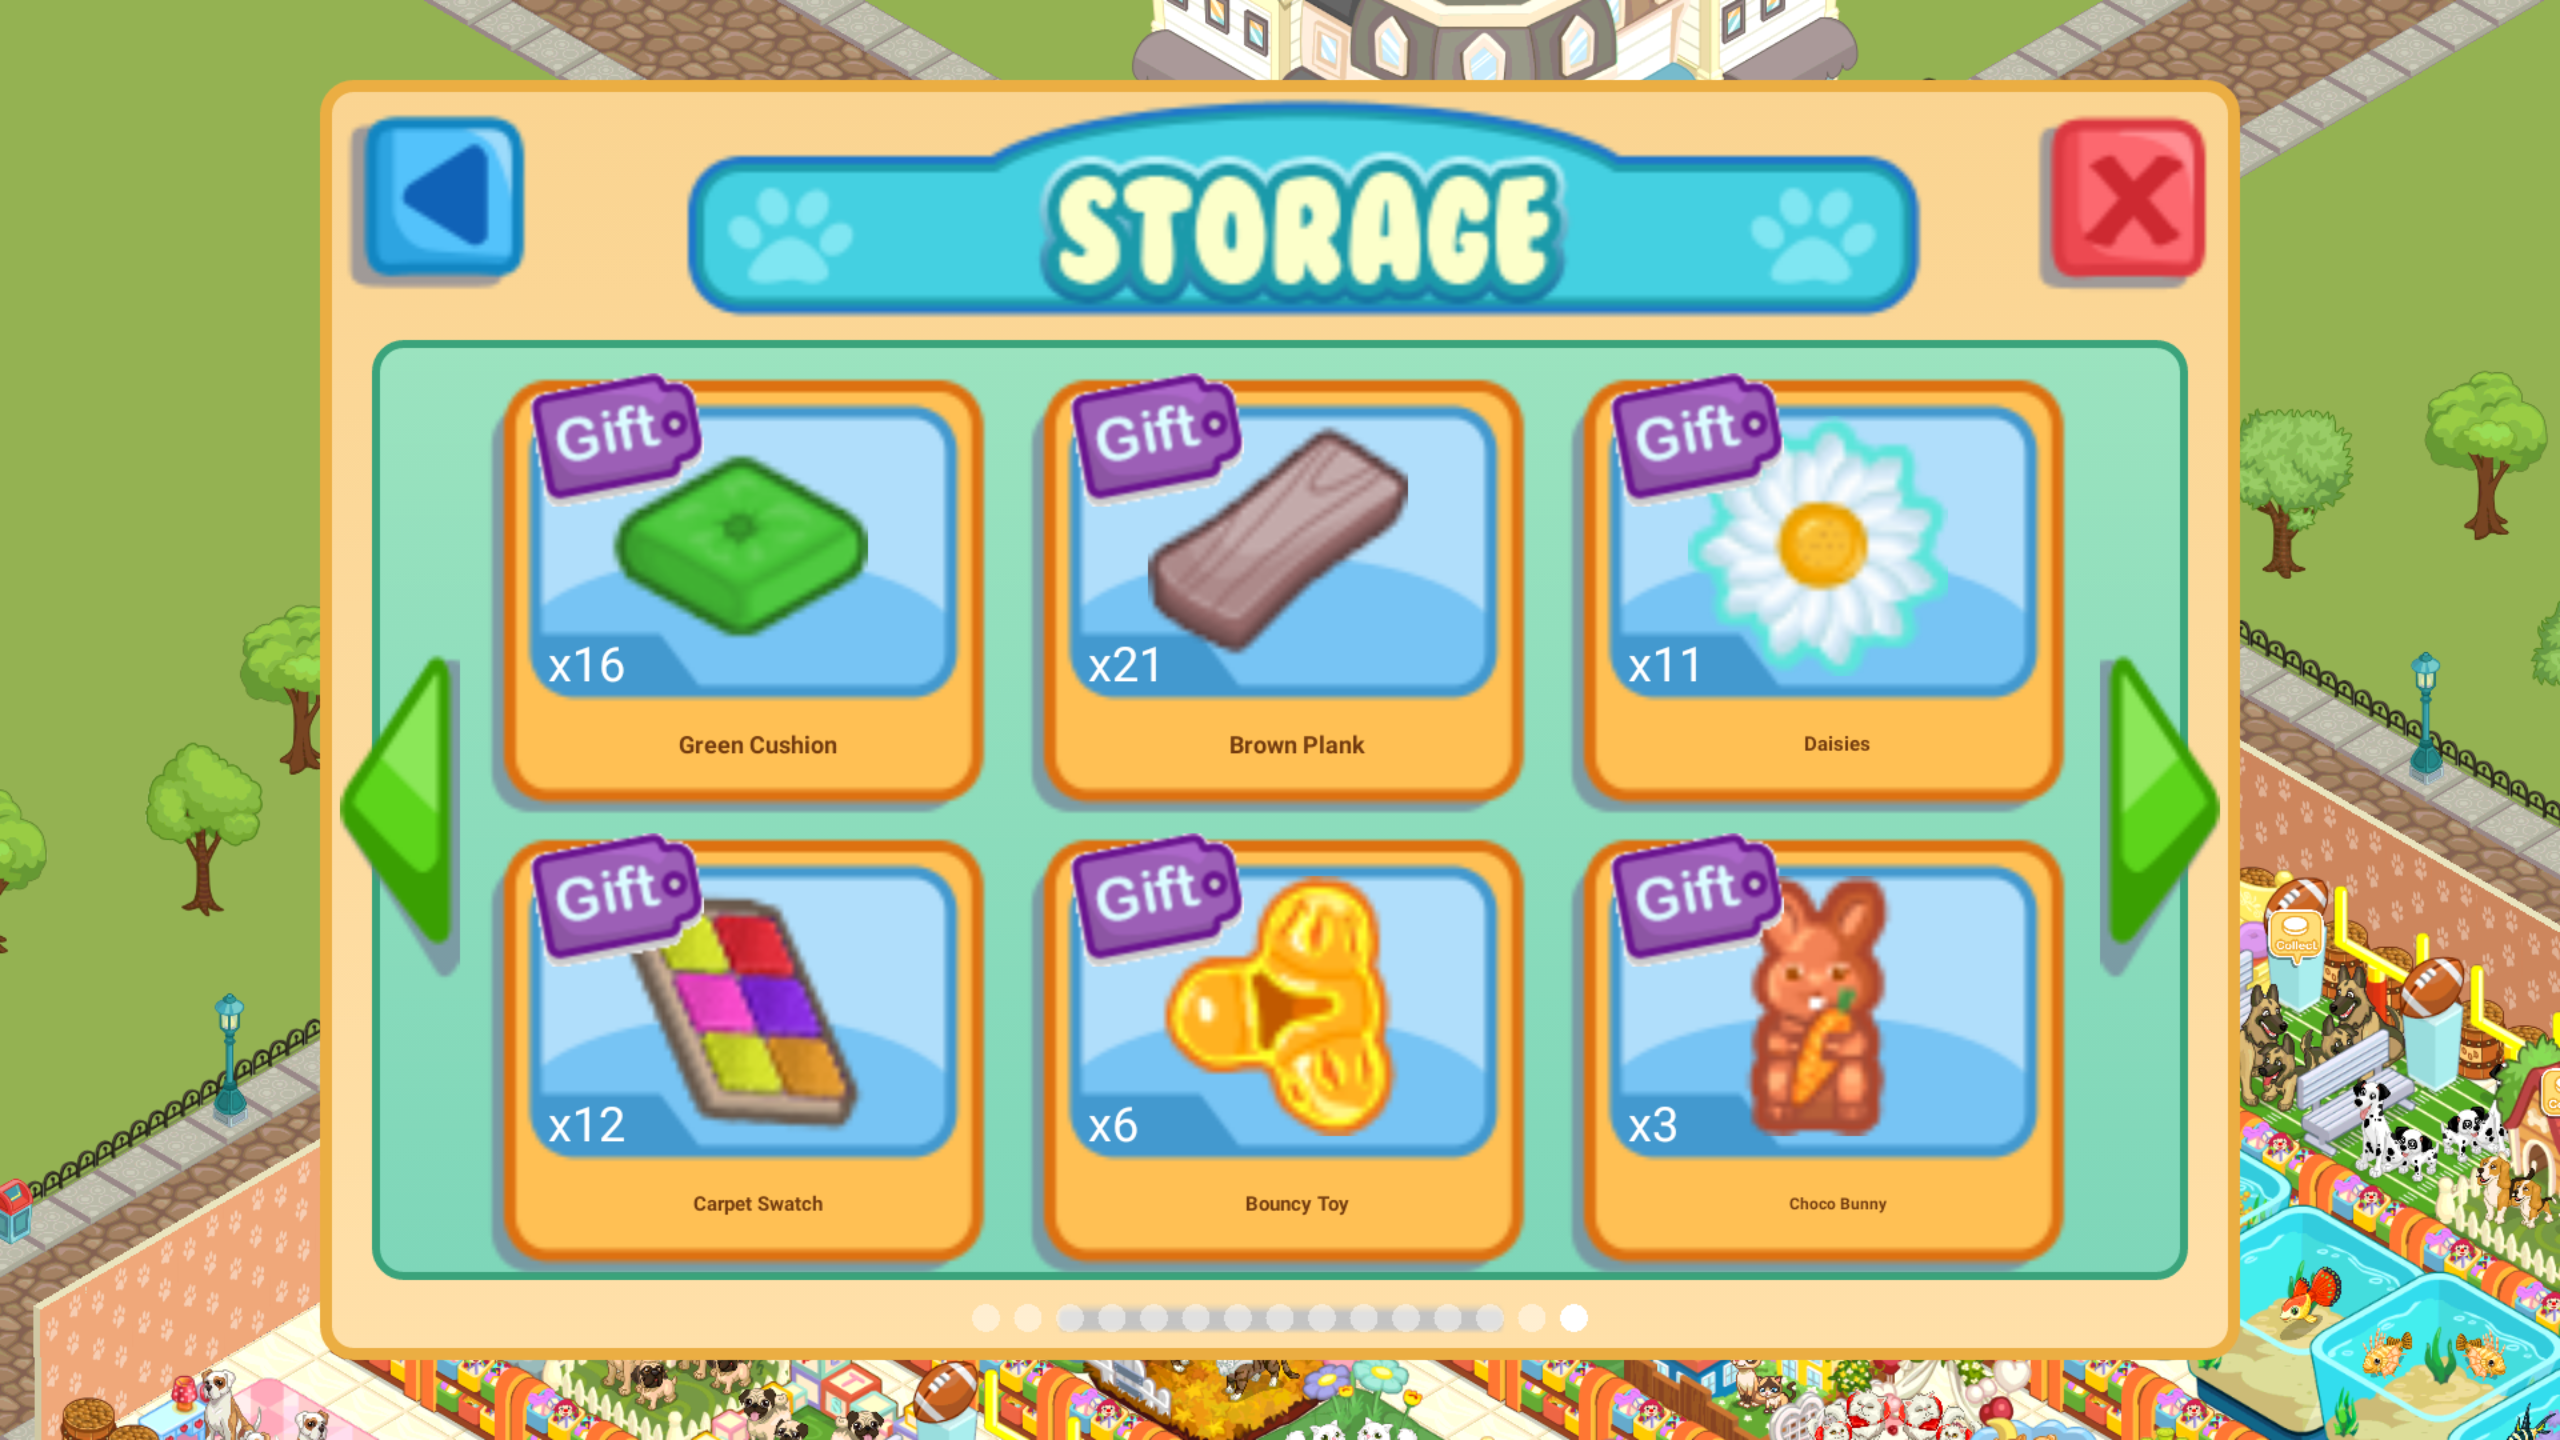 STORAGE
Gift
Gift
Gift
x16
x21
x11
Green Cushion
Brown Plank
Daisies
Gift
Gift
Gift
x12
x6
x3
Carpet Swatch
Bouncy Toy
Choco Bunny
Collect